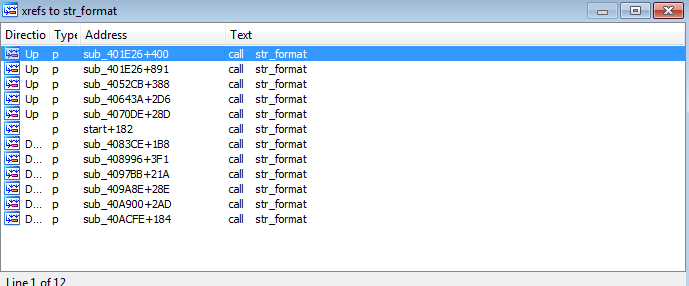 xrefs to str_format
Directio Type Address Text
Up p sub_401E26+400 call str_format
Up p sub_401E26+891 call str_format
Up p sub_4052CB+388 call str_format
Up p sub_40643A+2D6 call str_format
Up p sub_4070DE+28D call str_format
p start+182 call str_format
D... p sub_4083CE+1B8 call str_format
D... p sub_408996+3F1 call str_format
D... p sub_4097BB+21A call str_format
D... p sub_409A8E+28E call str_format
D... p sub_40A900+2AD call str_format
D... p sub_40ACFE+184 call str_format
Line 1 of 12